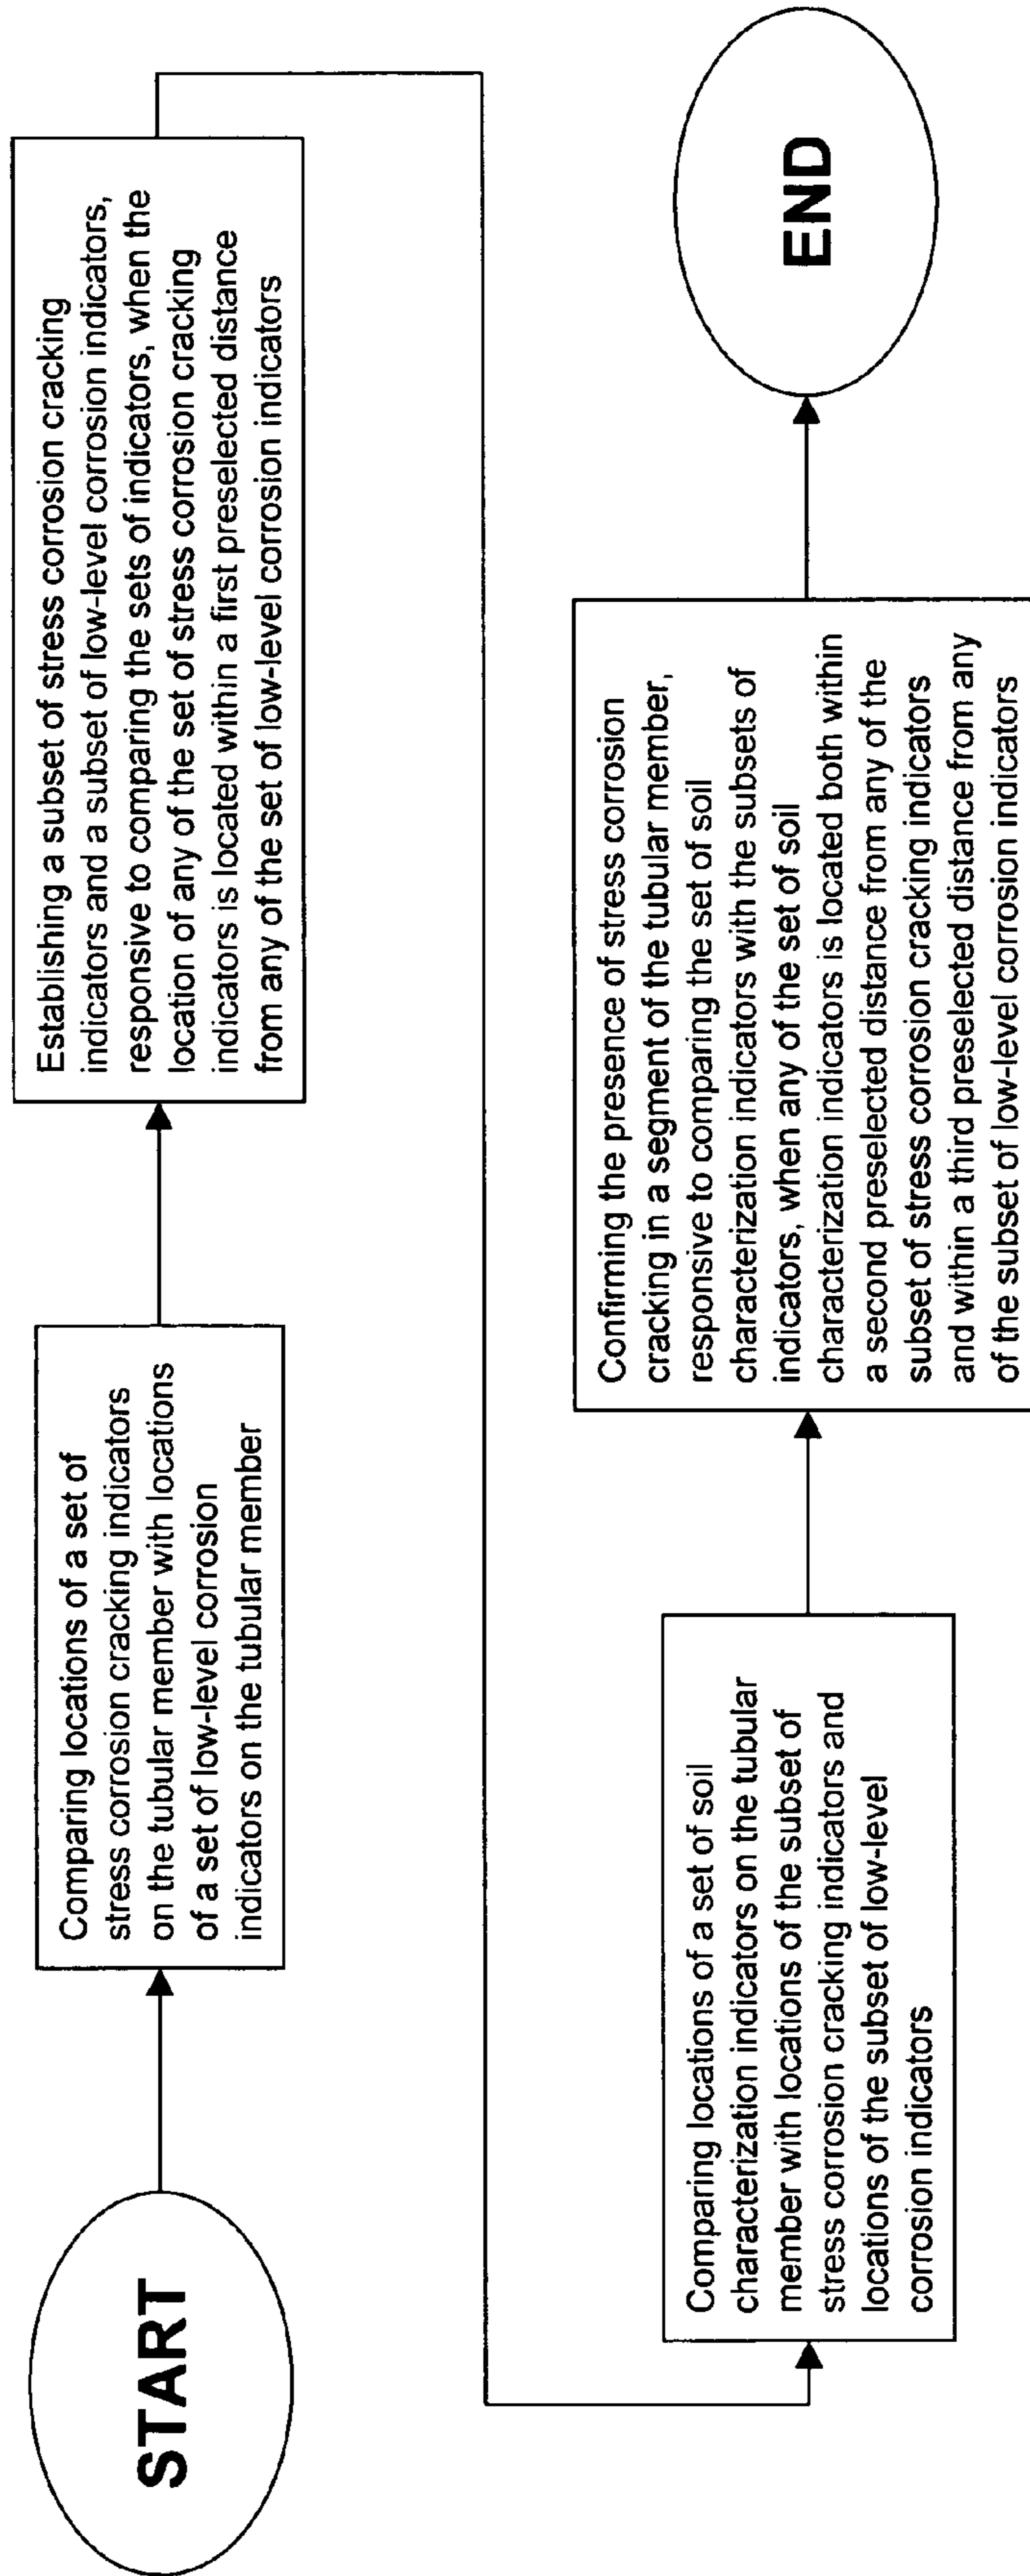 START
Comparing locations of a set of
stress corrosion cracking indicators
on the tubular member with locations
of a set of low-level corrosion
indicators on the tubular member
Establishing a subset of stress corrosion cracking
indicators and a subset of low-level corrosion indicators,
responsive to comparing the sets of indicators, when the
location of any of the set of stress corrosion cracking
indicators is located within a first preselected distance
from any of the set of low-level corrosion indicators
Comparing locations of a set of soil
characterization indicators on the tubular
member with locations of the subset of
stress corrosion cracking indicators and
locations of the subset of low-level
corrosion indicators
Confirming the presence of stress corrosion
cracking in a segment of the tubular member,
responsive to comparing the set of soil
characterization indicators with the subsets of
indicators, when any of the set of soil
characterization indicators is located both within
a second preselected distance from any of the
subset of stress corrosion cracking indicators
and within a third preselected distance from any
of the subset of low-level corrosion indicators
END